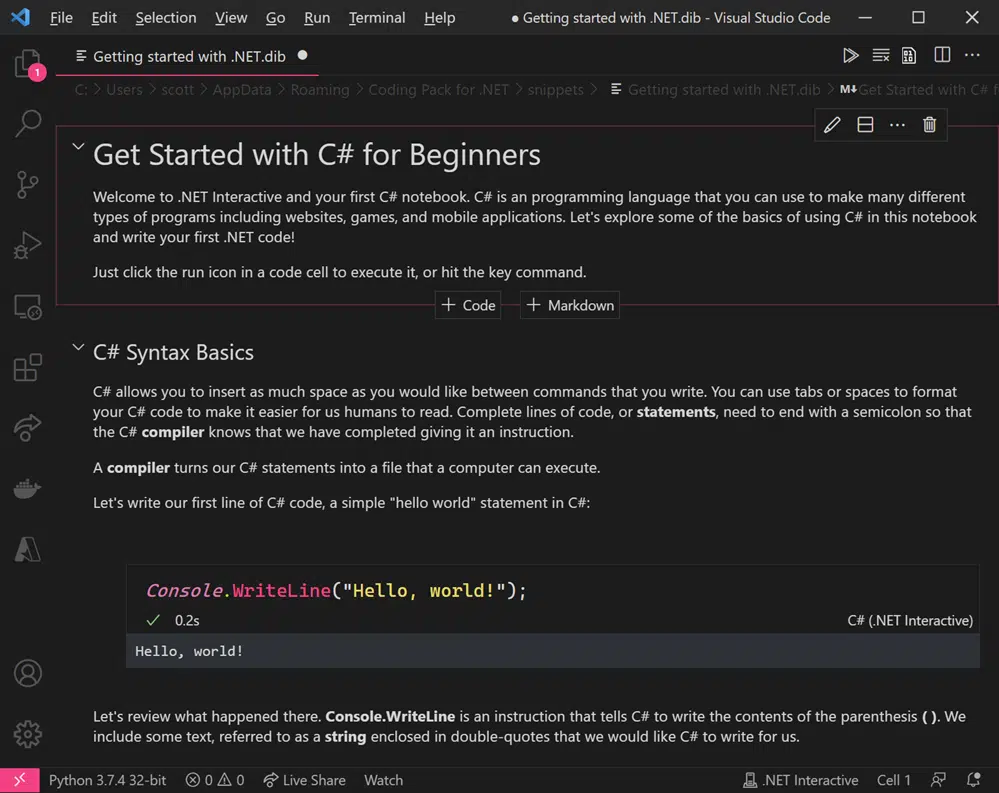 File Edit Selection View Go Run Terminal Help ● Getting started with .NET.dib - Visual Studio Code
Getting started with .NET.dib ●
1
C: > Users > scott > AppData > Roaming > Coding Pack for .NET > snippets > Getting started with .NET.dib > M↓Get Started with C# f
Get Started with C# for Beginners
Welcome to .NET Interactive and your first C# notebook. C# is an programming language that you can use to make many different
types of programs including websites, games, and mobile applications. Let's explore some of the basics of using C# in this notebook
and write your first .NET code!
Just click the run icon in a code cell to execute it, or hit the key command.
+ Code + Markdown
C# Syntax Basics
C# allows you to insert as much space as you would like between commands that you write. You can use tabs or spaces to format
your C# code to make it easier for us humans to read. Complete lines of code, or statements, need to end with a semicolon so that
the C# compiler knows that we have completed giving it an instruction.
A compiler turns our C# statements into a file that a computer can execute.
Let's write our first line of C# code, a simple "hello world" statement in C#:
Console.WriteLine("Hello, world!");
✓ 0.2s C# (.NET Interactive)
Hello, world!
Let's review what happened there. Console.WriteLine is an instruction that tells C# to write the contents of the parenthesis ( ). We
include some text, referred to as a string enclosed in double-quotes that we would like C# to write for us.
Python 3.7.4 32-bit 0 0 Live Share Watch .NET Interactive Cell 1